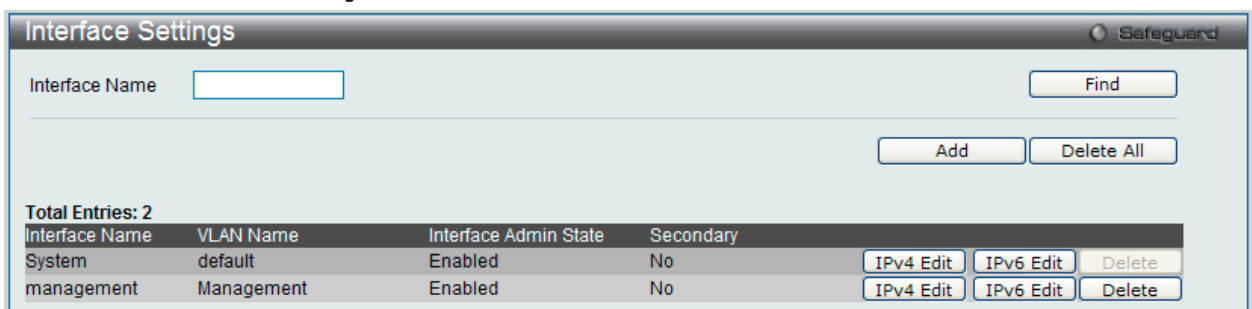 Interface Settings Safeguard
Interface Name Find
Add Delete All
Total Entries: 2
Interface Name VLAN Name Interface Admin State Secondary
System default Enabled No IPv4 Edit IPv6 Edit Delete
management Management Enabled No IPv4 Edit IPv6 Edit Delete